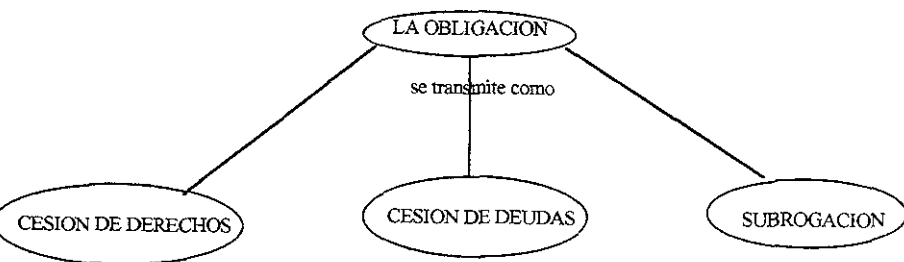 LA OBLIGACION
se transmite como
CESION DE DERECHOS
CESION DE DEUDAS
SUBROGACION